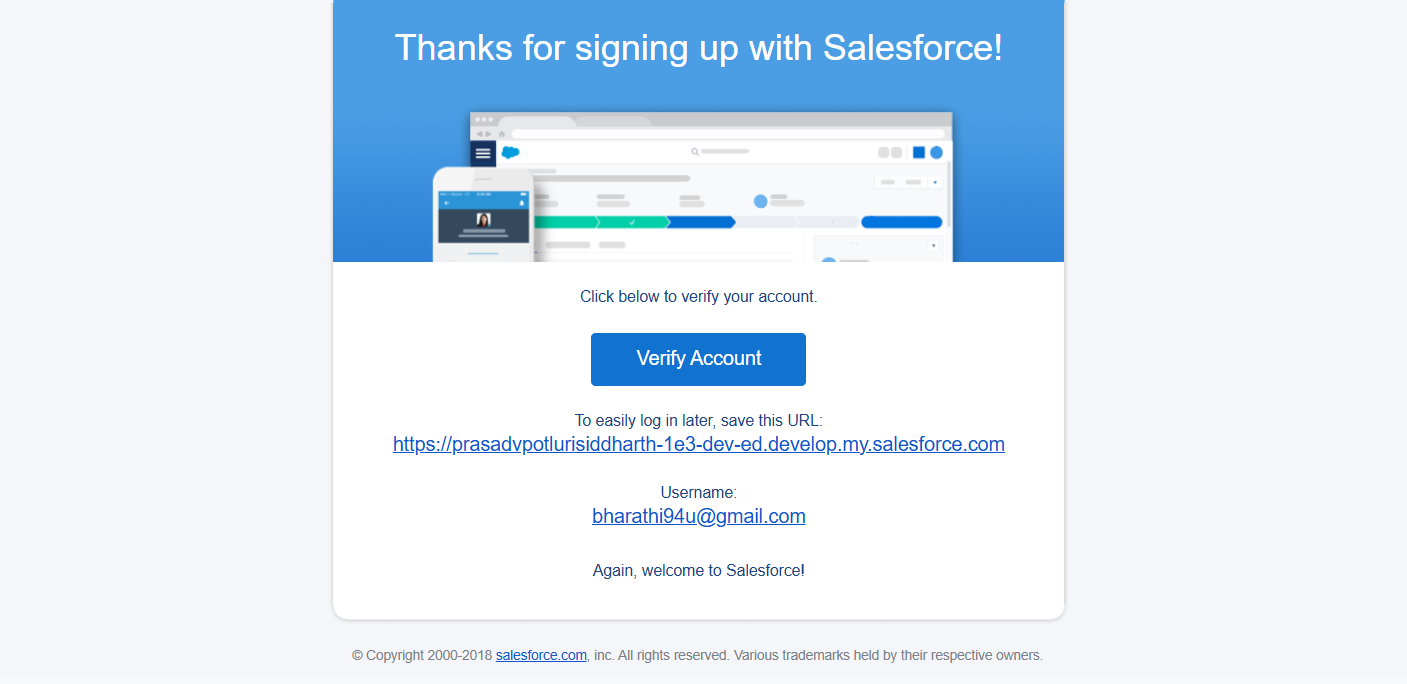 Thanks for signing up with Salesforce!
Click below to verify your account.
Verify Account
To easily log in later, save this URL:
https://prasadvpotlurisiddharth-1e3-dev-ed.develop.my.salesforce.com
Username:
bharathi94u@gmail.com
Again, welcome to Salesforce!
© Copyright 2000-2018 salesforce.com, inc. All rights reserved. Various trademarks held by their respective owners.